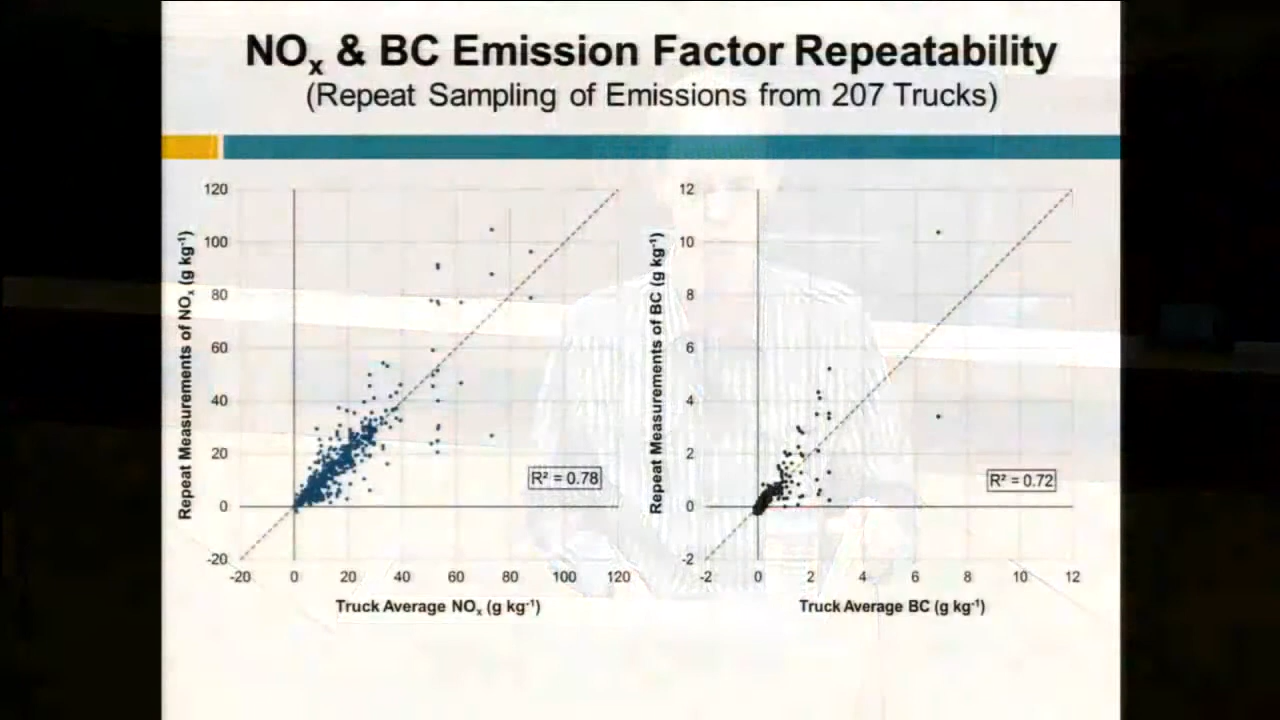 NOx & BC Emission Factor Repeatability
(Repeat Sampling of Emissions from 207 Trucks)
120
100
80
60
40
20
0
-20
-20 0 20 40 60 80 100 120
Repeat Measurements of NOx (g kg-1)
Truck Average NOx (g kg-1)
R² = 0.78
12
10
8
6
4
2
0
-2
-2 0 2 4 6 8 10 12
Repeat Measurements of BC (g kg-1)
Truck Average BC (g kg-1)
R² = 0.72